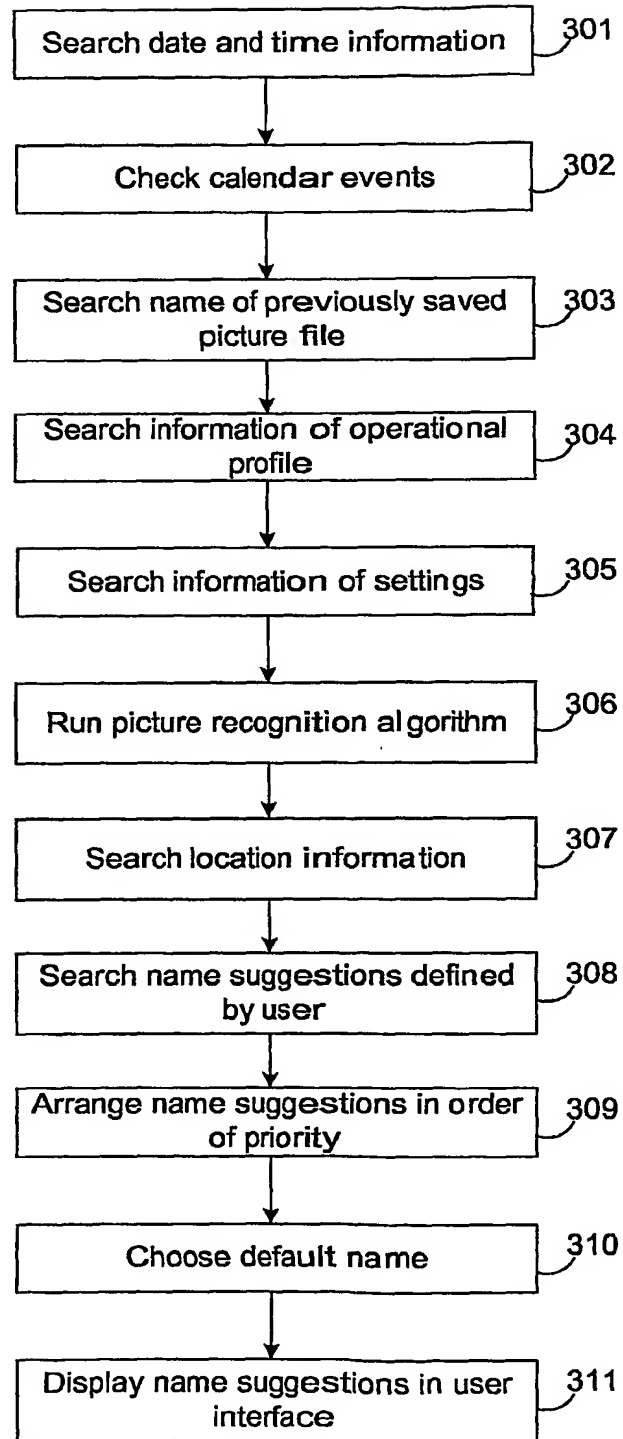 Search date and time information
301
Check calendar events
302
Search name of previously saved
picture file
303
Search information of operational
profile
304
Search information of settings
305
Run picture recognition algorithm
306
Search location information
307
Search name suggestions defined
by user
308
Arrange name suggestions in order
of priority
309
Choose default name
310
Display name suggestions in user
interface
311